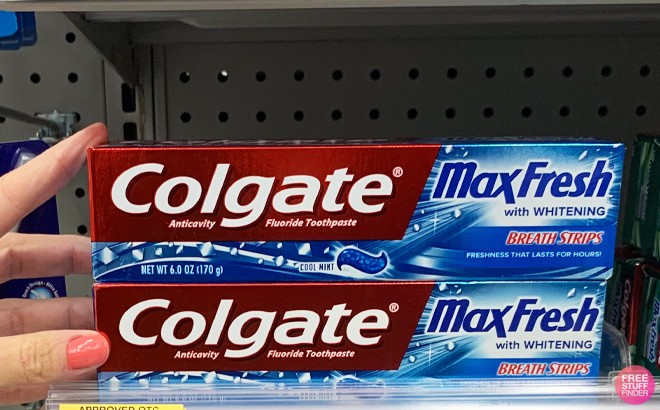 Colgate®
Anticavity Fluoride Toothpaste
MaxFresh
with WHITENING
BREATH STRIPS
FRESHNESS THAT LASTS FOR HOURS!
NET WT 6.0 OZ (170 g)
COOL MINT
Colgate®
Anticavity Fluoride Toothpaste
MaxFresh
with WHITENING
BREATH STRIPS
APPROVED OTC
FREE STUFF FINDER